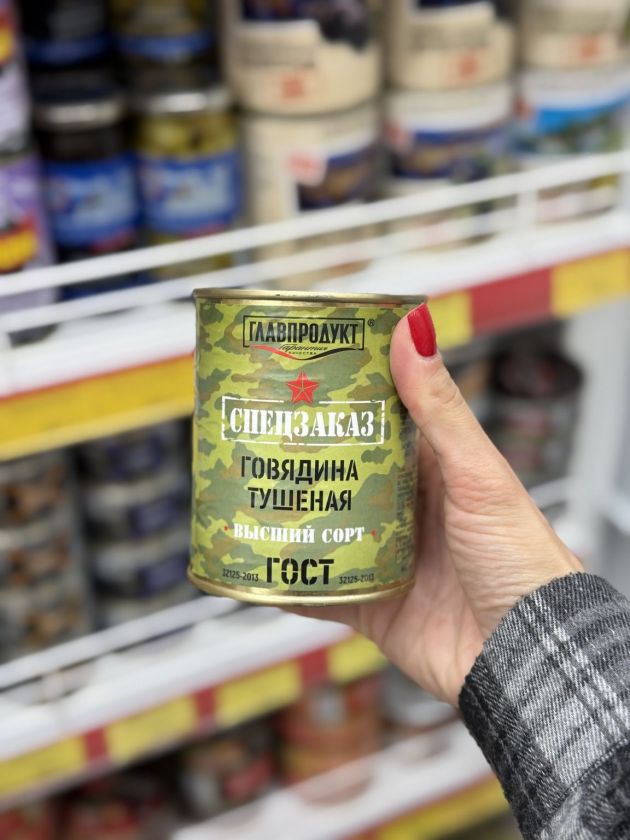 ГЛАВПРОДУКТ ®
Гарантия
КАЧЕСТВА
СПЕЦЗАКАЗ
ГОВЯДИНА
ТУШЕНАЯ
ВЫСШИЙ СОРТ
32125-2013 ГОСТ 32125-2013